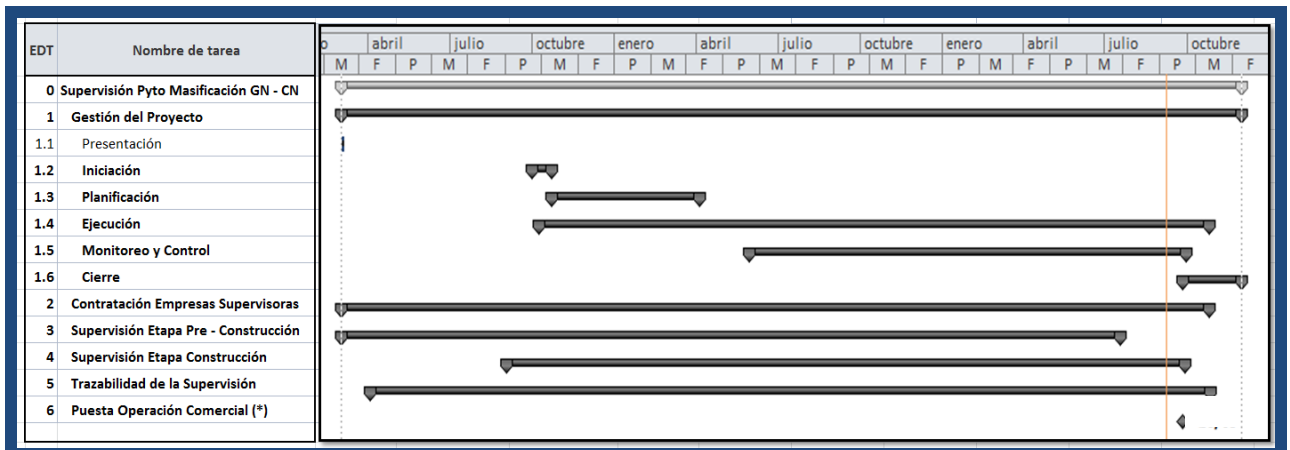 EDT Nombre de tarea
o abril julio octubre enero abril julio octubre enero abril julio octubre
M F P M F P M F P M F P M F P M F P M F P M F P M F
0 Supervisión Pyto Masificación GN - CN
1 Gestión del Proyecto
1.1 Presentación
1.2 Iniciación
1.3 Planificación
1.4 Ejecución
1.5 Monitoreo y Control
1.6 Cierre
2 Contratación Empresas Supervisoras
3 Supervisión Etapa Pre - Construcción
4 Supervisión Etapa Construcción
5 Trazabilidad de la Supervisión
6 Puesta Operación Comercial (*)